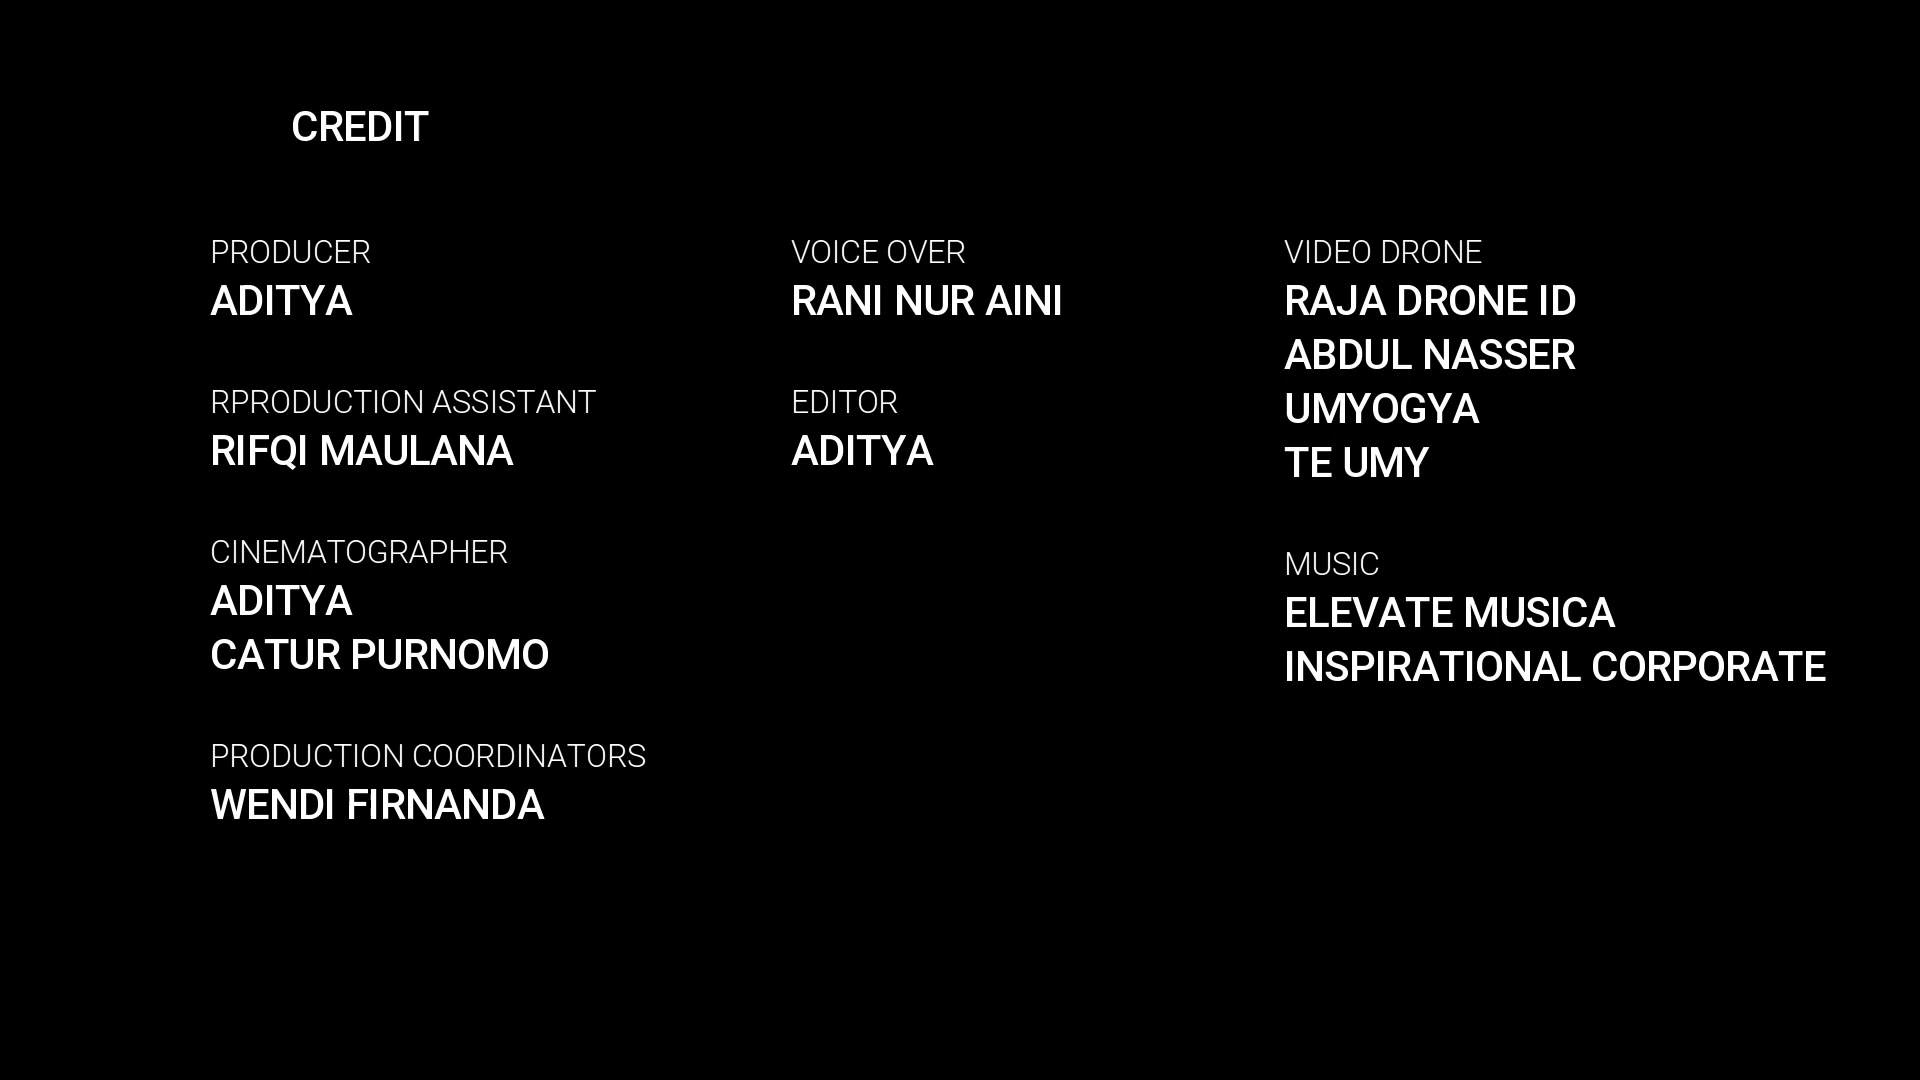 CREDIT
PRODUCER
ADITYA
RPRODUCTION ASSISTANT
RIFQI MAULANA
CINEMATOGRAPHER
ADITYA
CATUR PURNOMO
PRODUCTION COORDINATORS
WENDI FIRNANDA
VOICE OVER
RANI NUR AINI
EDITOR
ADITYA
VIDEO DRONE
RAJA DRONE ID
ABDUL NASSER
UMYOGYA
TE UMY
MUSIC
ELEVATE MUSICA
INSPIRATIONAL CORPORATE